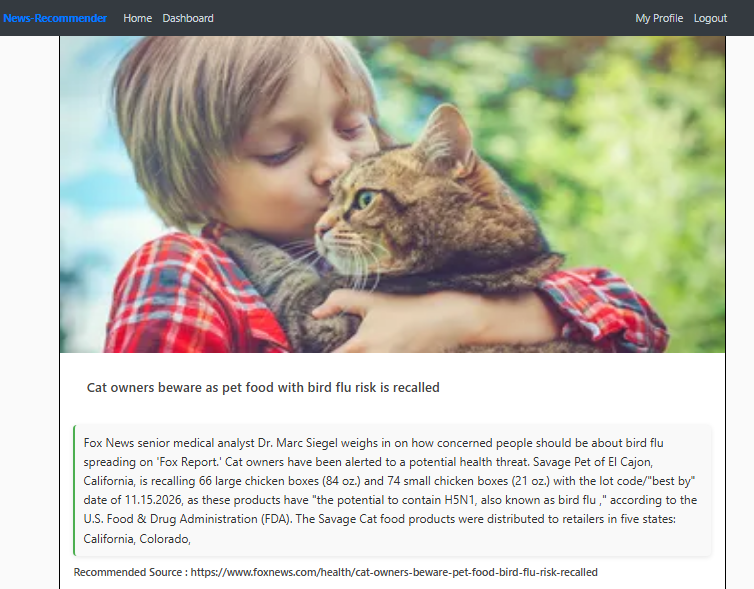 News-Recommender Home Dashboard My Profile Logout
Cat owners beware as pet food with bird flu risk is recalled
Fox News senior medical analyst Dr. Marc Siegel weighs in on how concerned people should be about bird flu
spreading on 'Fox Report.' Cat owners have been alerted to a potential health threat. Savage Pet of El Cajon,
California, is recalling 66 large chicken boxes (84 oz.) and 74 small chicken boxes (21 oz.) with the lot code/"best by"
date of 11.15.2026, as these products have "the potential to contain H5N1, also known as bird flu ," according to the
U.S. Food & Drug Administration (FDA). The Savage Cat food products were distributed to retailers in five states:
California, Colorado,
Recommended Source : https://www.foxnews.com/health/cat-owners-beware-pet-food-bird-flu-risk-recalled